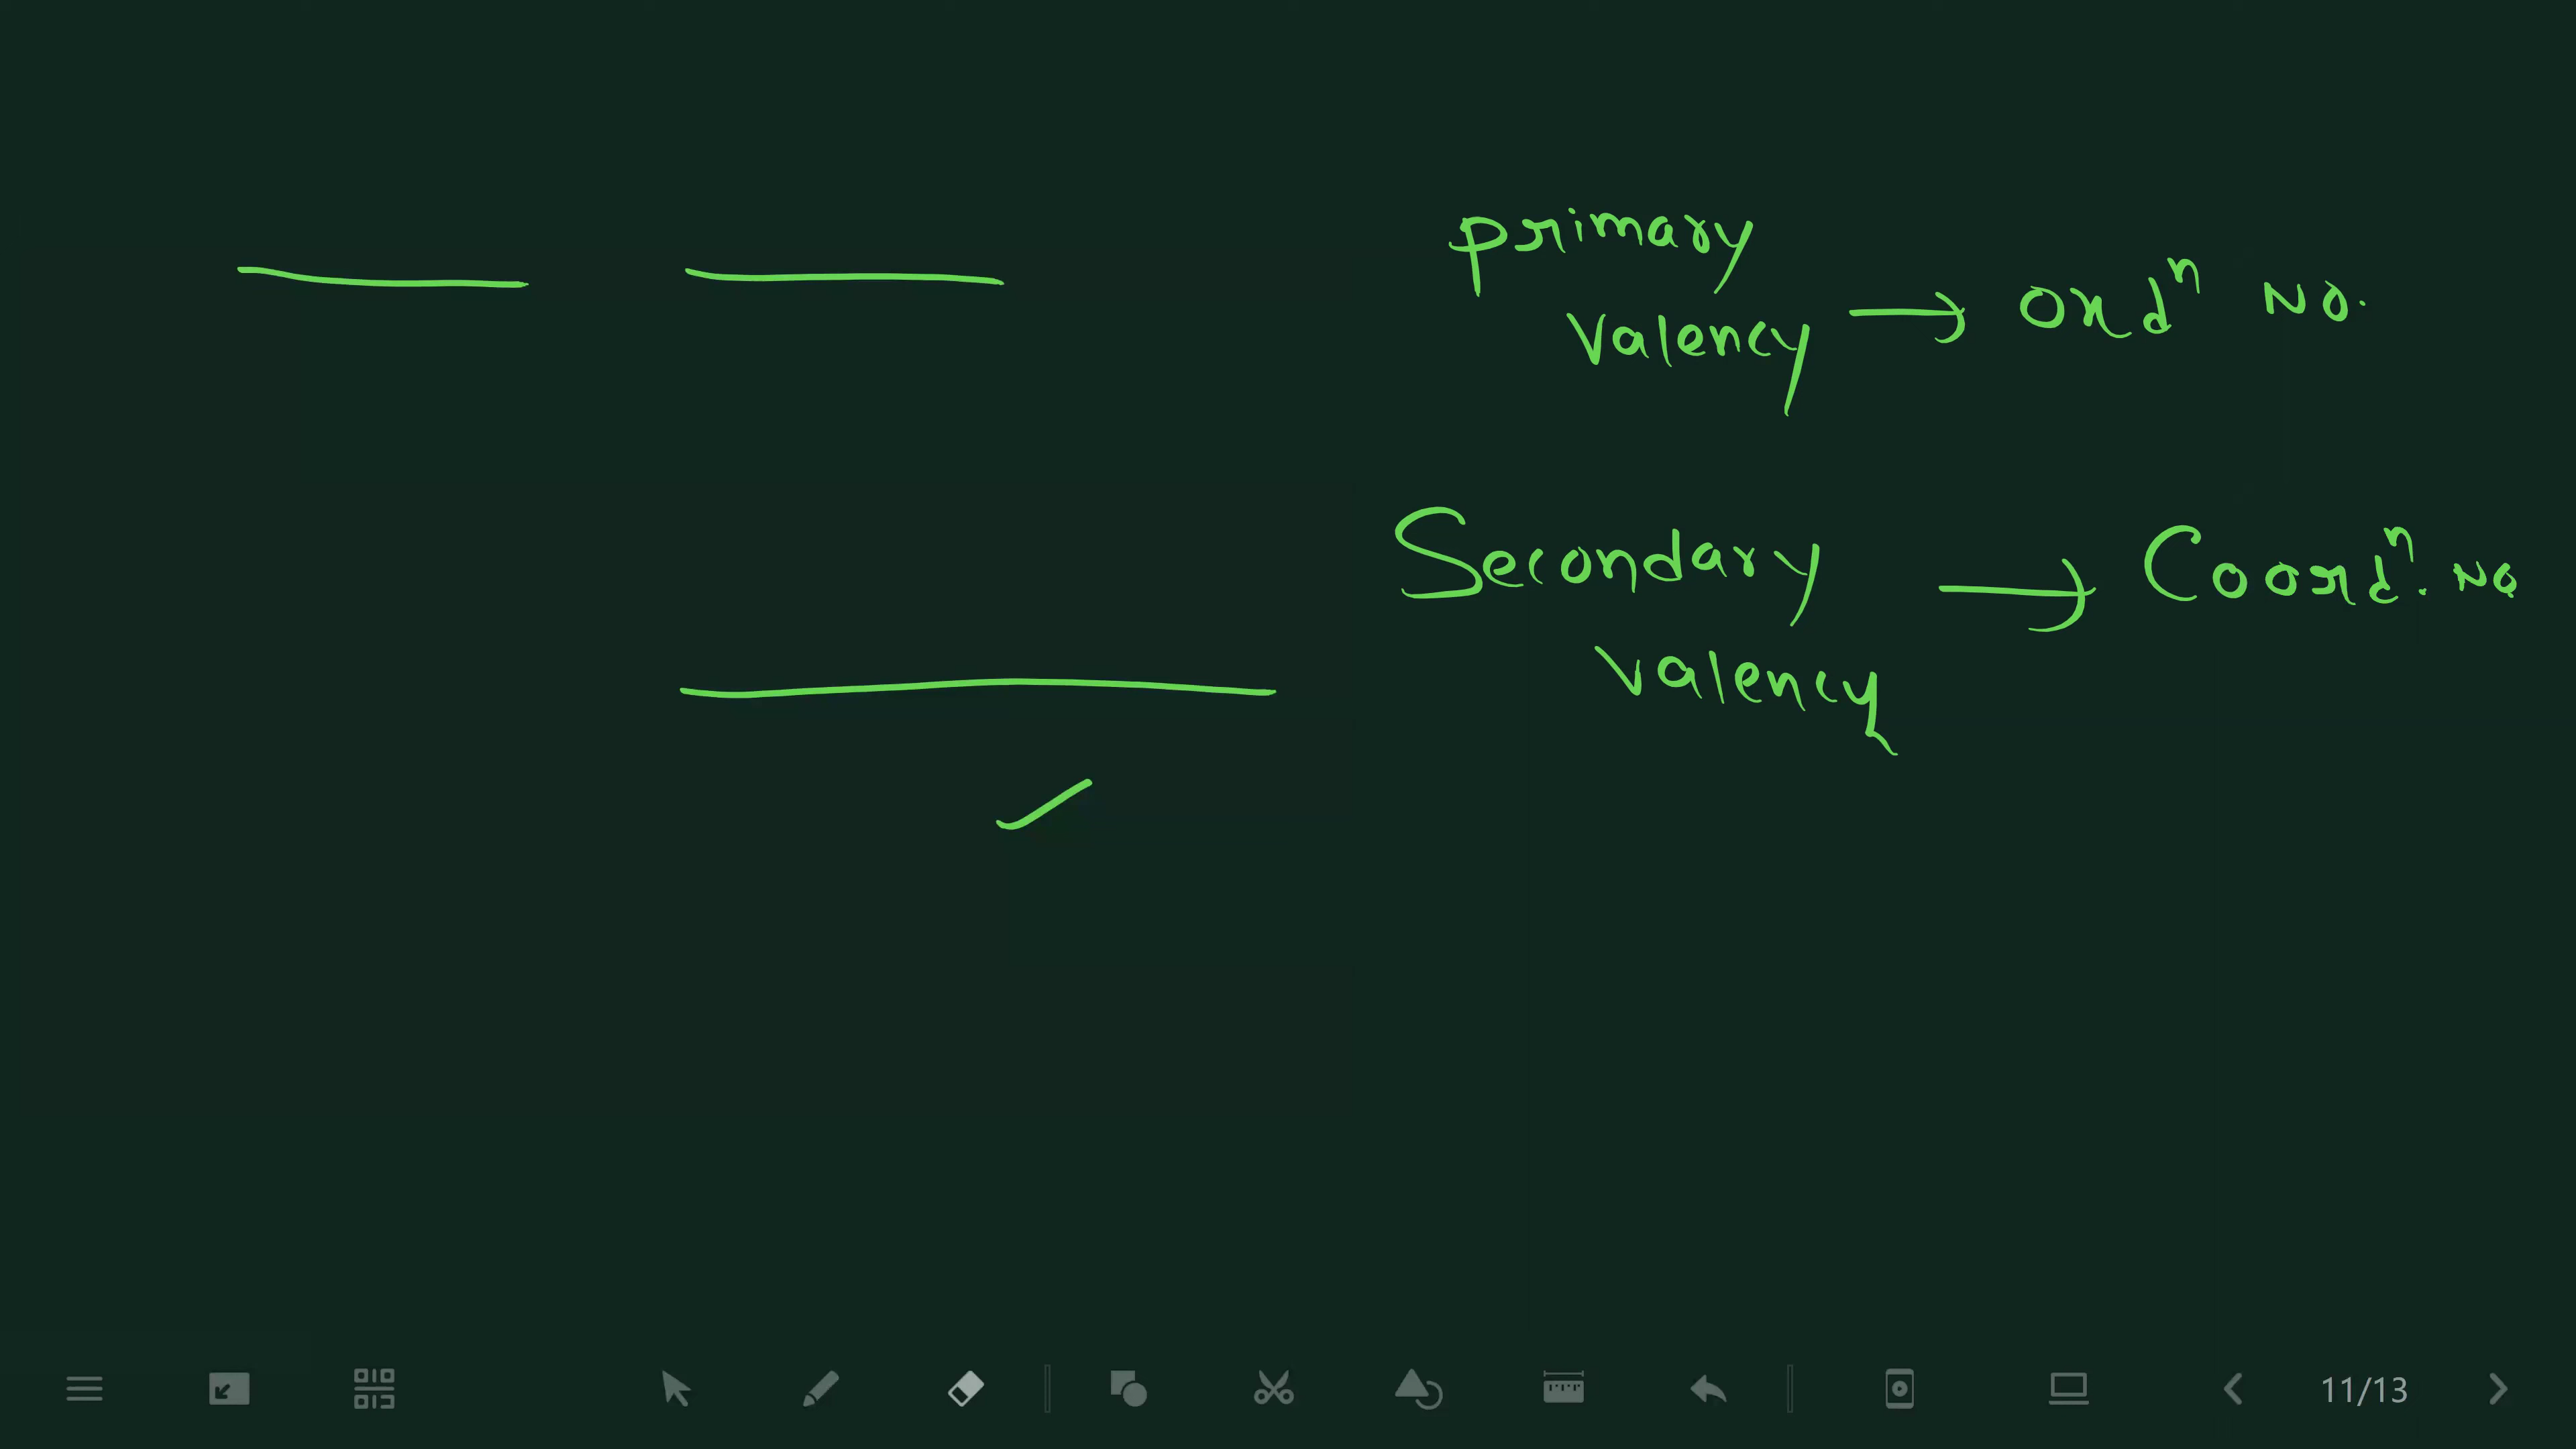 primary
valency → Oxdⁿ No.
Secondary → Coordⁿ. No
valency
11/13